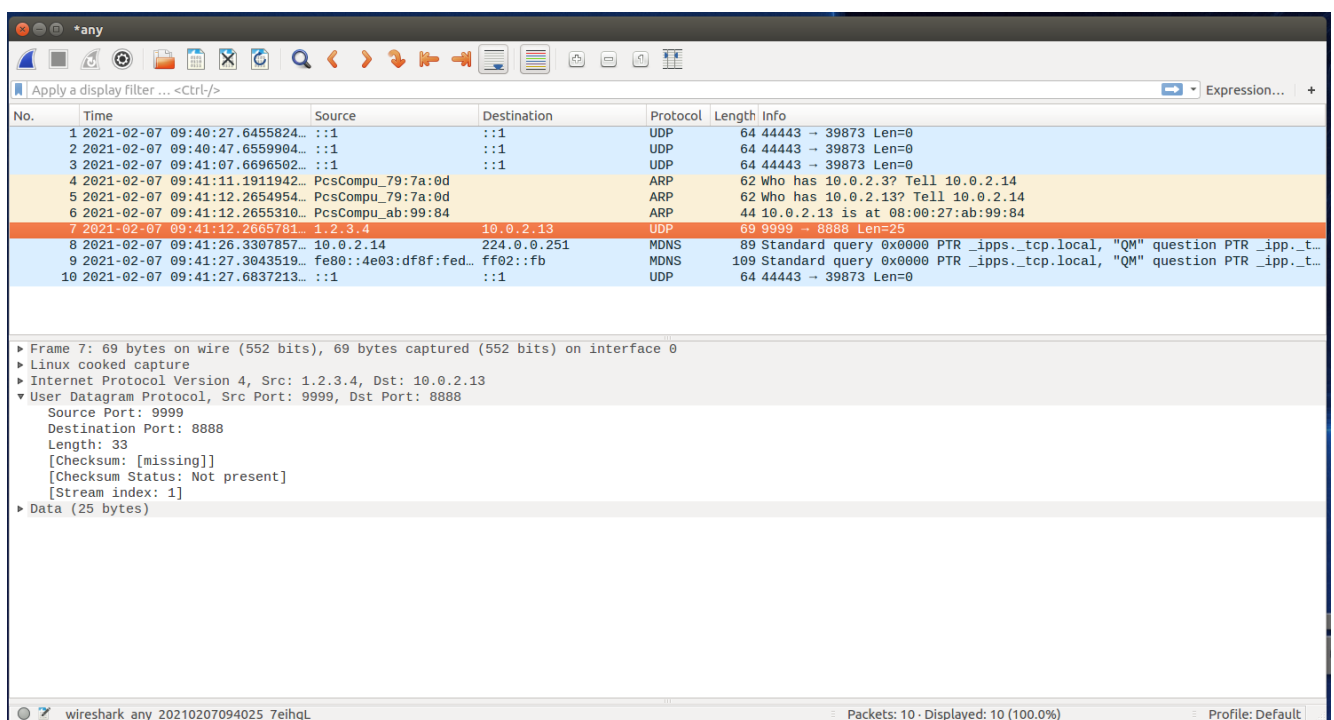 *any
Apply a display filter ... <Ctrl-/>
Expression... +
No. Time Source Destination Protocol Length Info
1 2021-02-07 09:40:27.6455824… ::1 ::1 UDP 64 44443 → 39873 Len=0
2 2021-02-07 09:40:47.6559904… ::1 ::1 UDP 64 44443 → 39873 Len=0
3 2021-02-07 09:41:07.6696502… ::1 ::1 UDP 64 44443 → 39873 Len=0
4 2021-02-07 09:41:11.1911942… PcsCompu_79:7a:0d ARP 62 Who has 10.0.2.3? Tell 10.0.2.14
5 2021-02-07 09:41:12.2654954… PcsCompu_79:7a:0d ARP 62 Who has 10.0.2.13? Tell 10.0.2.14
6 2021-02-07 09:41:12.2655310… PcsCompu_ab:99:84 ARP 44 10.0.2.13 is at 08:00:27:ab:99:84
7 2021-02-07 09:41:12.2665781… 1.2.3.4 10.0.2.13 UDP 69 9999 → 8888 Len=25
8 2021-02-07 09:41:26.3307857… 10.0.2.14 224.0.0.251 MDNS 89 Standard query 0x0000 PTR _ipps._tcp.local, "QM" question PTR _ipp._t…
9 2021-02-07 09:41:27.3043519… fe80::4e03:df8f:fed… ff02::fb MDNS 109 Standard query 0x0000 PTR _ipps._tcp.local, "QM" question PTR _ipp._t…
10 2021-02-07 09:41:27.6837213… ::1 ::1 UDP 64 44443 → 39873 Len=0
Frame 7: 69 bytes on wire (552 bits), 69 bytes captured (552 bits) on interface 0
Linux cooked capture
Internet Protocol Version 4, Src: 1.2.3.4, Dst: 10.0.2.13
User Datagram Protocol, Src Port: 9999, Dst Port: 8888
Source Port: 9999
Destination Port: 8888
Length: 33
[Checksum: [missing]]
[Checksum Status: Not present]
[Stream index: 1]
Data (25 bytes)
wireshark_any_20210207094025_7eihqL Packets: 10 · Displayed: 10 (100.0%) Profile: Default